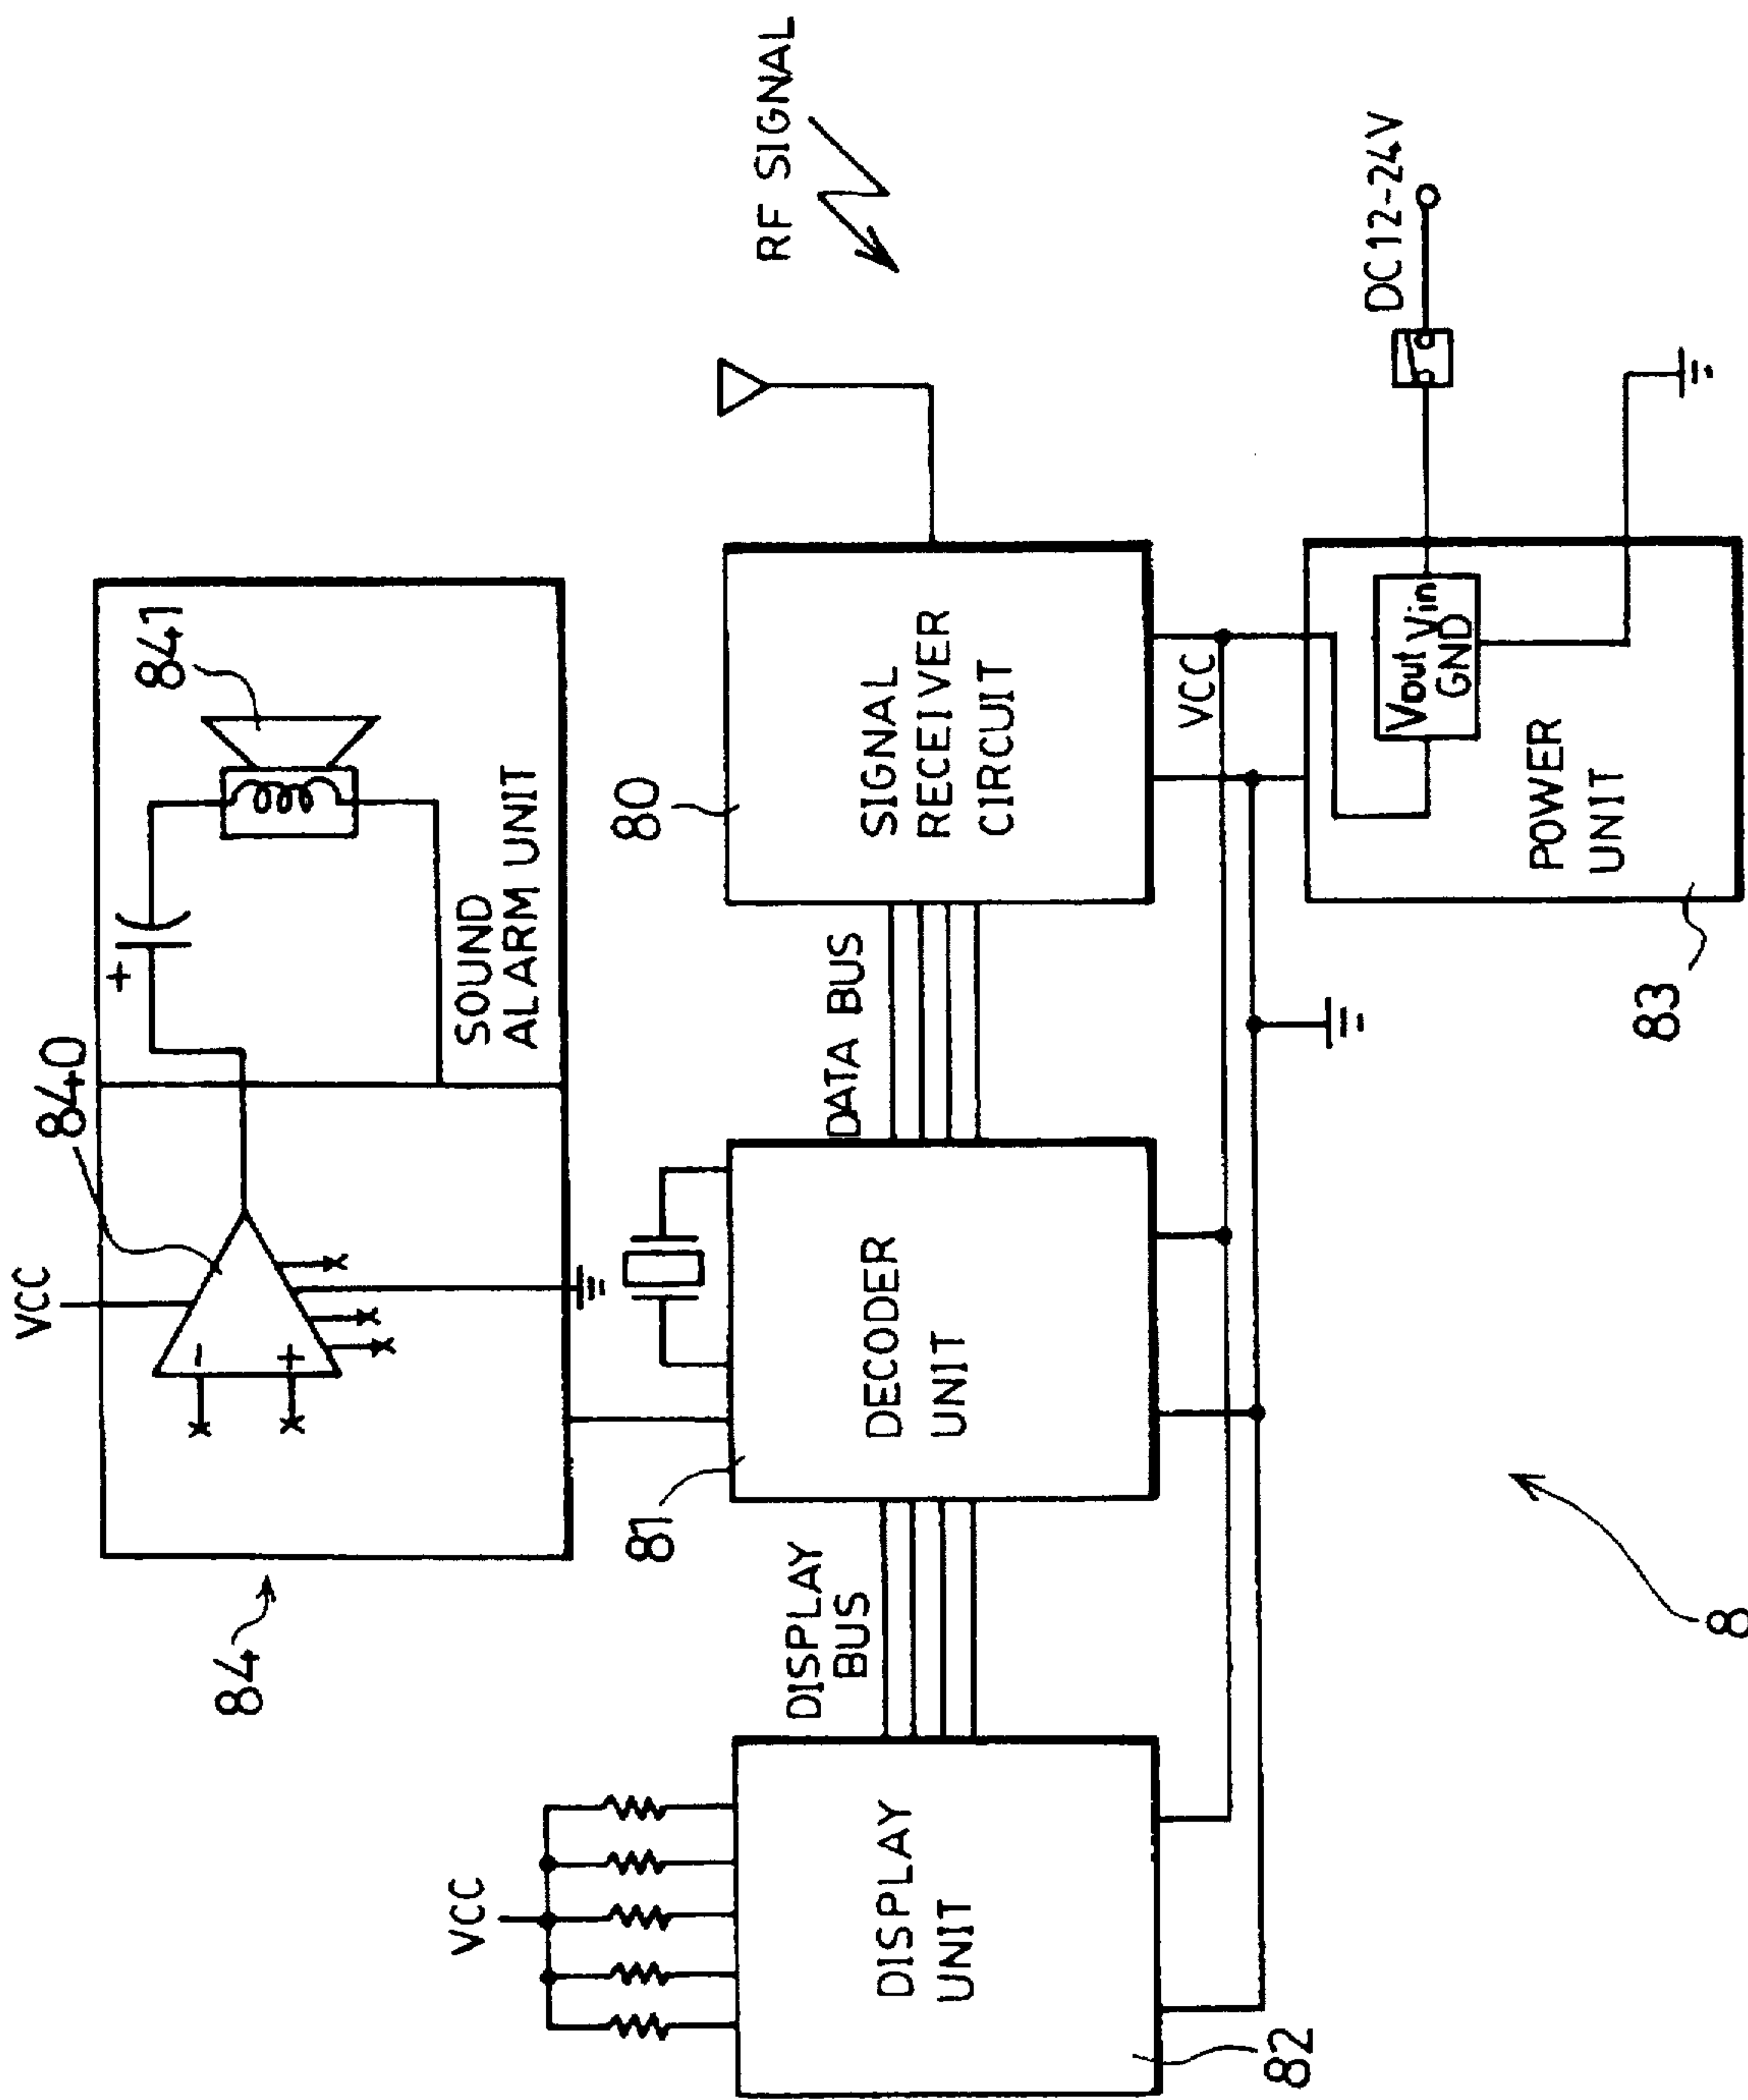 84
VCC
840
+
841
-
+
SOUND
ALARM UNIT
RF SIGNAL
VCC
DISPLAY
BUS
81
DATA BUS
80
DISPLAY
UNIT
DECODER
UNIT
SIGNAL
RECEIVER
CIRCUIT
82
VCC
DC12-24V
Vout Vin
GND
POWER
UNIT
83
8